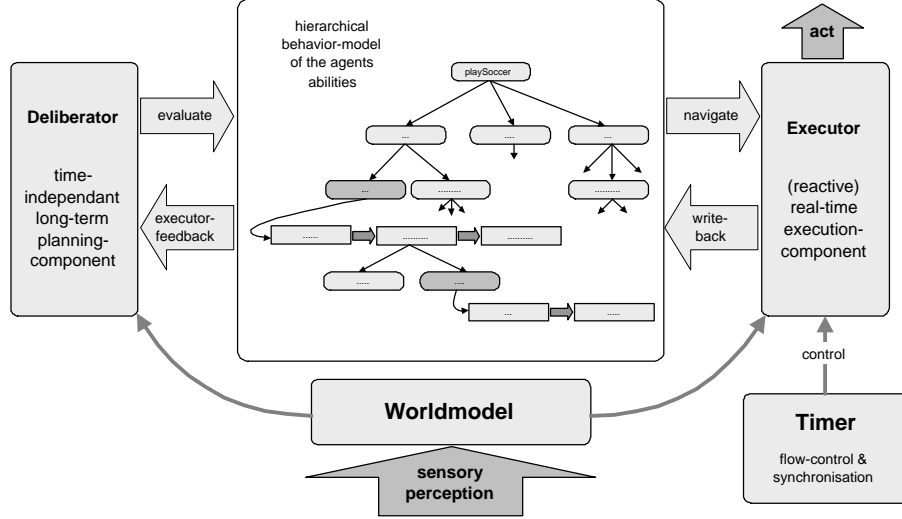 hierarchical
behavior-model
of the agents
abilities
act
playSoccer
Deliberator
time-
independant
long-term
planning-
component
evaluate
executor-
feedback
...
....
...
...
.........
.........
......
..........
..........
.....
....
...
.....
navigate
write-
back
Executor
(reactive)
real-time
execution-
component
control
Worldmodel
sensory
perception
Timer
flow-control &
synchronisation